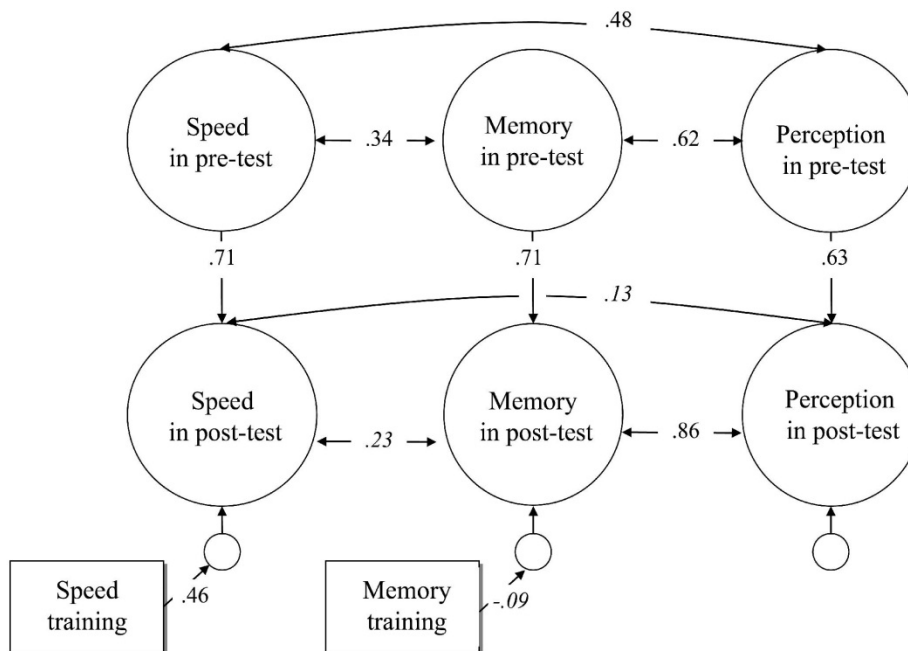 .48
Speed
in pre-test
.34
Memory
in pre-test
.62
Perception
in pre-test
.71
.71
.63
.13
Speed
in post-test
.23
Memory
in post-test
.86
Perception
in post-test
Speed
training
.46
Memory
training
-.09